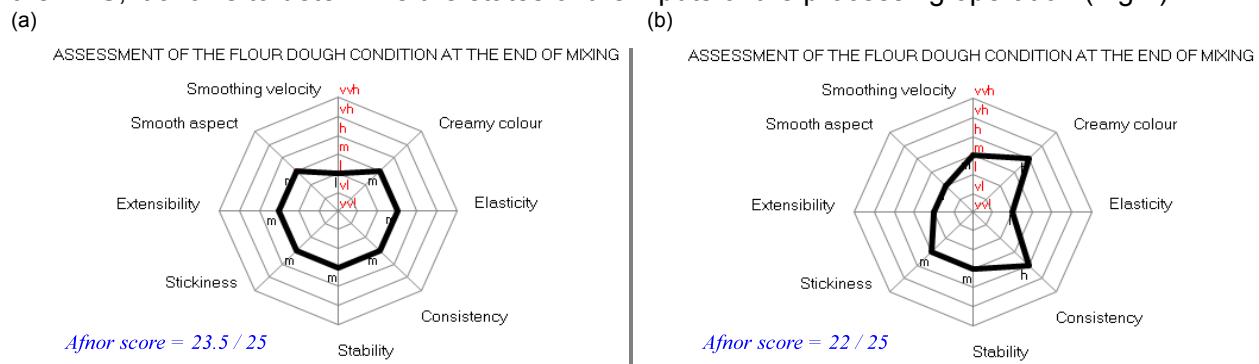 (a)
(b)
ASSESSMENT OF THE FLOUR DOUGH CONDITION AT THE END OF MIXING
Smoothing velocity
vvh
vh
h
m
l
vl
vvl
Creamy colour
Smooth aspect
Extensibility
Elasticity
Stickiness
Consistency
Stability
m
m
m
m
m
m
l
Afnor score = 23.5 / 25
ASSESSMENT OF THE FLOUR DOUGH CONDITION AT THE END OF MIXING
Smoothing velocity
vvh
vh
h
m
l
vl
vvl
Creamy colour
Smooth aspect
Extensibility
Elasticity
Stickiness
Consistency
Stability
m
m
h
Afnor score = 22 / 25